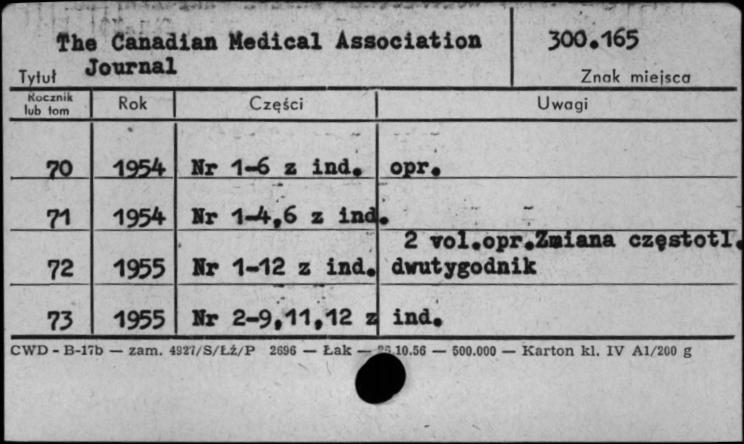 The Canadian Medical Association 300.165
Tytuł Journal Znak miejsca
Rocznik lub tom Rok Części Uwagi
70 1954 Nr 1-6 z ind. opr.
71 1954 Nr 1-4,6 z ind.
2 vol.opr.Zmiana częstotl.
72 1955 Nr 1-12 z ind. dwutygodnik
73 1955 Nr 2-9,11,12 z ind.
CWD - B-17b — zam. 4927/S/Łż/P 2696 — Łak — 10.56 — 500.000 — Karton kl. IV A1/200 g